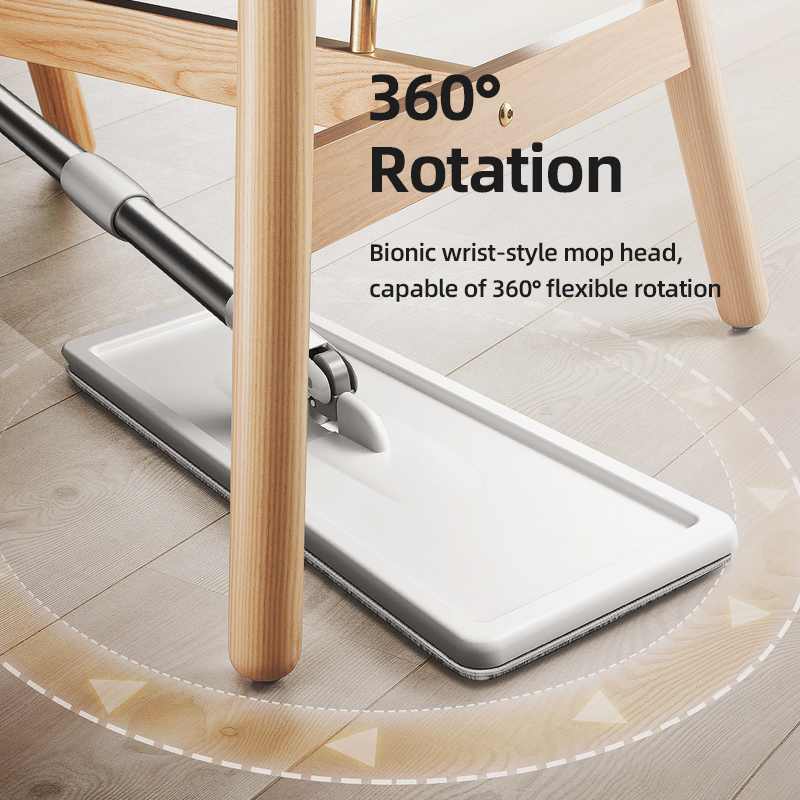 360°
Rotation
Bionic wrist-style mop head,
capable of 360° flexible rotation